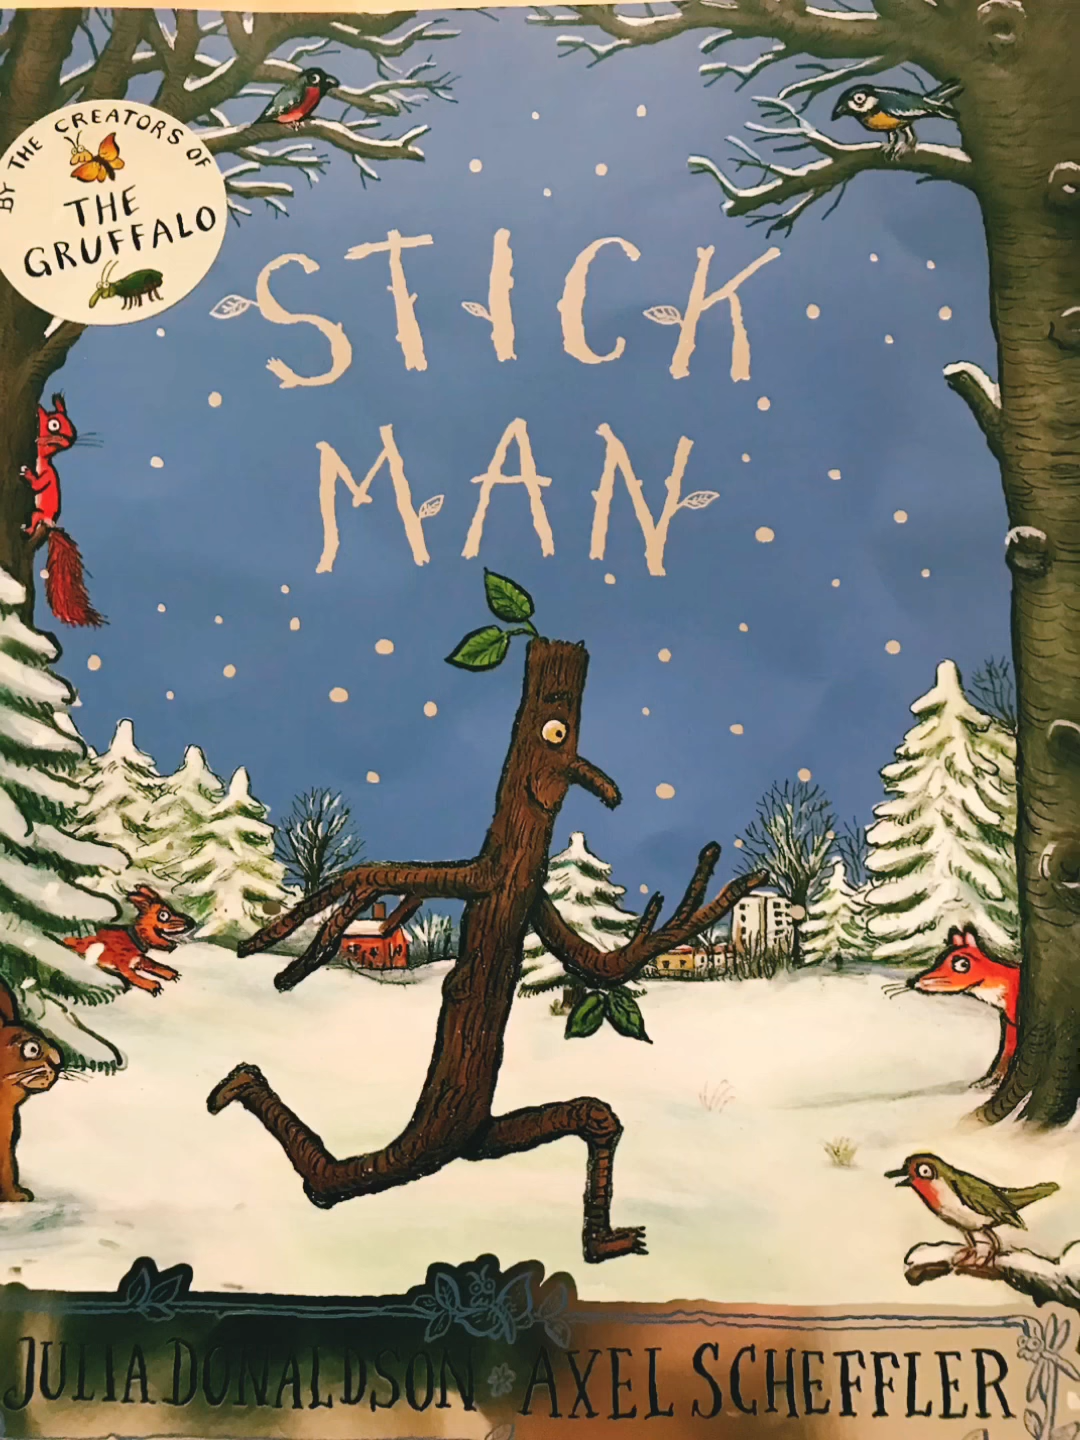 BY THE CREATORS OF
THE
GRUFFALO
STICK
MAN
JULIA DONALDSON AXEL SCHEFFLER